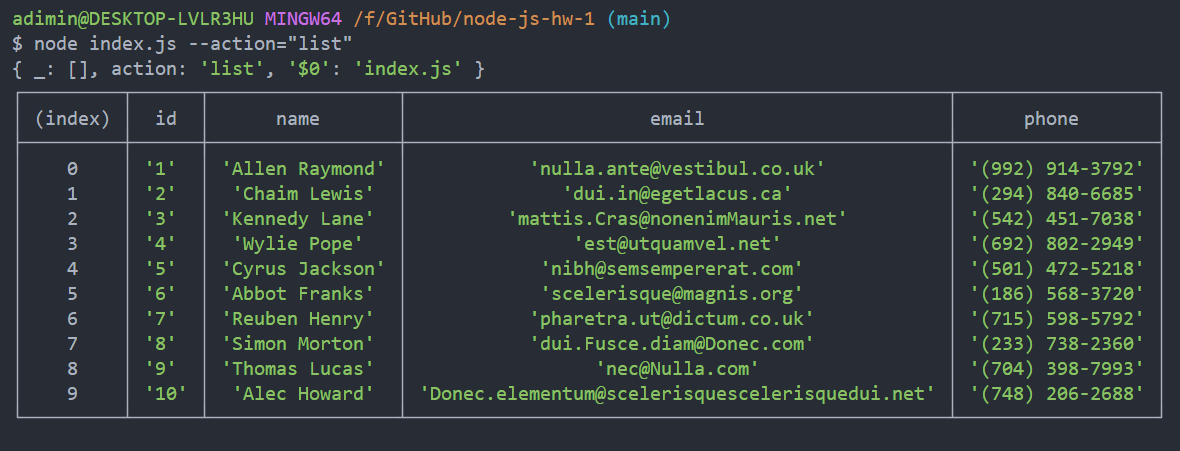 adimin@DESKTOP-LVLR3HU MINGW64 /f/GitHub/node-js-hw-1 (main)
$ node index.js --action="list"
{ _: [], action: 'list', '$0': 'index.js' }
(index) id name email phone
0 '1' 'Allen Raymond' 'nulla.ante@vestibul.co.uk' '(992) 914-3792'
1 '2' 'Chaim Lewis' 'dui.in@egetlacus.ca' '(294) 840-6685'
2 '3' 'Kennedy Lane' 'mattis.Cras@nonenimMauris.net' '(542) 451-7038'
3 '4' 'Wylie Pope' 'est@utquamvel.net' '(692) 802-2949'
4 '5' 'Cyrus Jackson' 'nibh@semsempererat.com' '(501) 472-5218'
5 '6' 'Abbot Franks' 'scelerisque@magnis.org' '(186) 568-3720'
6 '7' 'Reuben Henry' 'pharetra.ut@dictum.co.uk' '(715) 598-5792'
7 '8' 'Simon Morton' 'dui.Fusce.diam@Donec.com' '(233) 738-2360'
8 '9' 'Thomas Lucas' 'nec@Nulla.com' '(704) 398-7993'
9 '10' 'Alec Howard' 'Donec.elementum@scelerisquescelerisquedui.net' '(748) 206-2688'